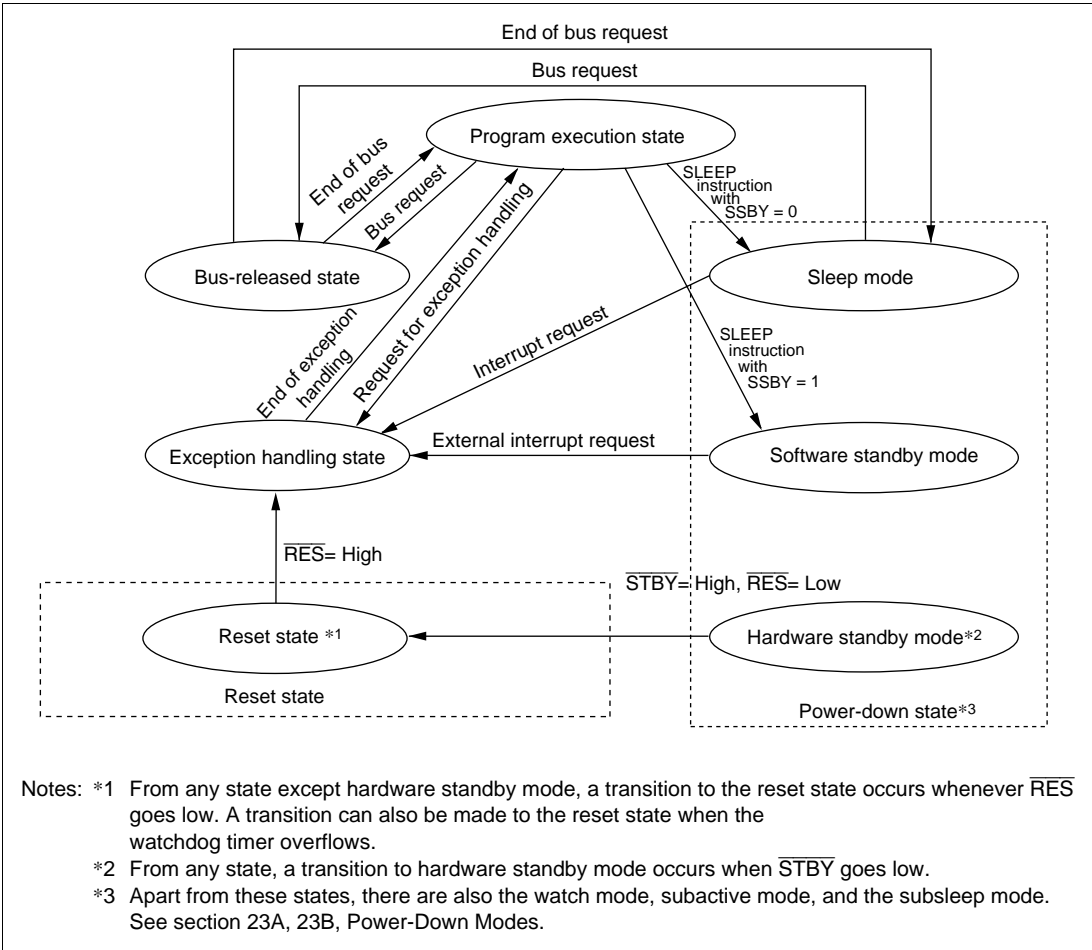 End of bus request
Bus request
Program execution state
End of bus
request
Bus request
SLEEP
instruction
with
SSBY = 0
Bus-released state
Sleep mode
End of exception
handling
Request for exception handling
Interrupt request
SLEEP
instruction
with
SSBY = 1
Exception handling state
External interrupt request
Software standby mode
R̅E̅S̅= High
S̅T̅B̅Y̅= High, R̅E̅S̅= Low
Reset state *1
Hardware standby mode*2
Reset state
Power-down state*3
Notes: *1 From any state except hardware standby mode, a transition to the reset state occurs whenever R̅E̅S̅
goes low. A transition can also be made to the reset state when the
watchdog timer overflows.
*2 From any state, a transition to hardware standby mode occurs when S̅T̅B̅Y̅ goes low.
*3 Apart from these states, there are also the watch mode, subactive mode, and the subsleep mode.
See section 23A, 23B, Power-Down Modes.